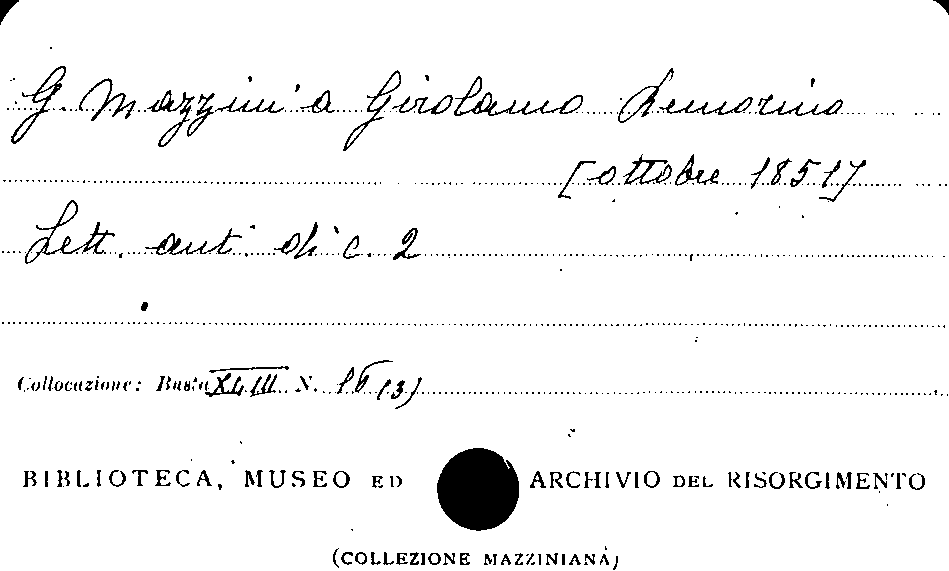 G. Mazzini a Girolamo Remorino
[ottobre 1851]
Lett. aut. di c. 2
Collocazione: Busta XLIII N. (3)
BIBLIOTECA, MUSEO ED ARCHIVIO DEL RISORGIMENTO
(COLLEZIONE MAZZINIANA)